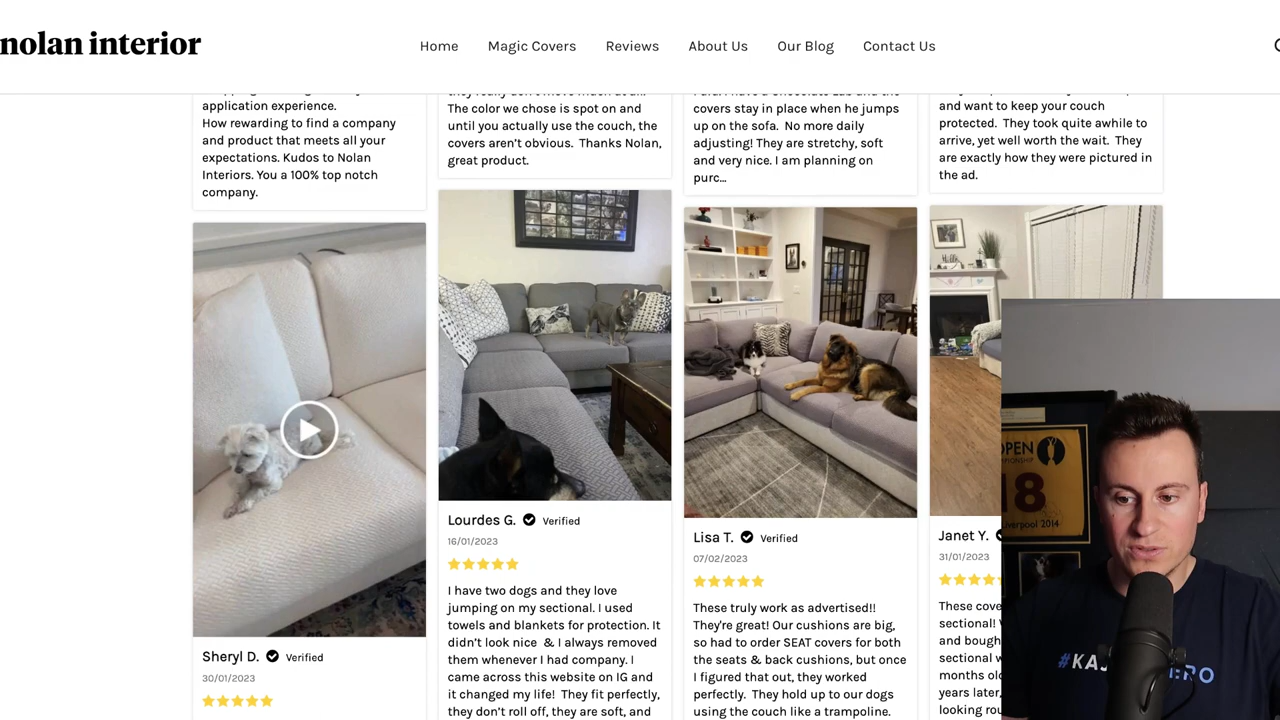 nolan interior
Home Magic Covers Reviews About Us Our Blog Contact Us
application experience.
How rewarding to find a company
and product that meets all your
expectations. Kudos to Nolan
Interiors. You a 100% top notch
company.
Sheryl D. Verified
30/01/2023
The color we chose is spot on and
until you actually use the couch, the
covers aren't obvious. Thanks Nolan,
great product.
Lourdes G. Verified
16/01/2023
I have two dogs and they love
jumping on my sectional. I used
towels and blankets for protection. It
didn't look nice & I always removed
them whenever I had company. I
came across this website on IG and
it changed my life! They fit perfectly,
they don't roll off, they are soft, and
covers stay in place when he jumps
up on the sofa. No more daily
adjusting! They are stretchy, soft
and very nice. I am planning on
purc...
Lisa T. Verified
07/02/2023
These truly work as advertised!!
They're great! Our cushions are big,
so had to order SEAT covers for both
the seats & back cushions, but once
I figured that out, they worked
perfectly. They hold up to our dogs
using the couch like a trampoline.
and want to keep your couch
protected. They took quite awhile to
arrive, yet well worth the wait. They
are exactly how they were pictured in
the ad.
Janet Y.
31/01/2023
These cove
sectional!
and bough
sectional w
months ol
years later,
looking rou
OPEN
18
Liverpool 2014
#KA
RO